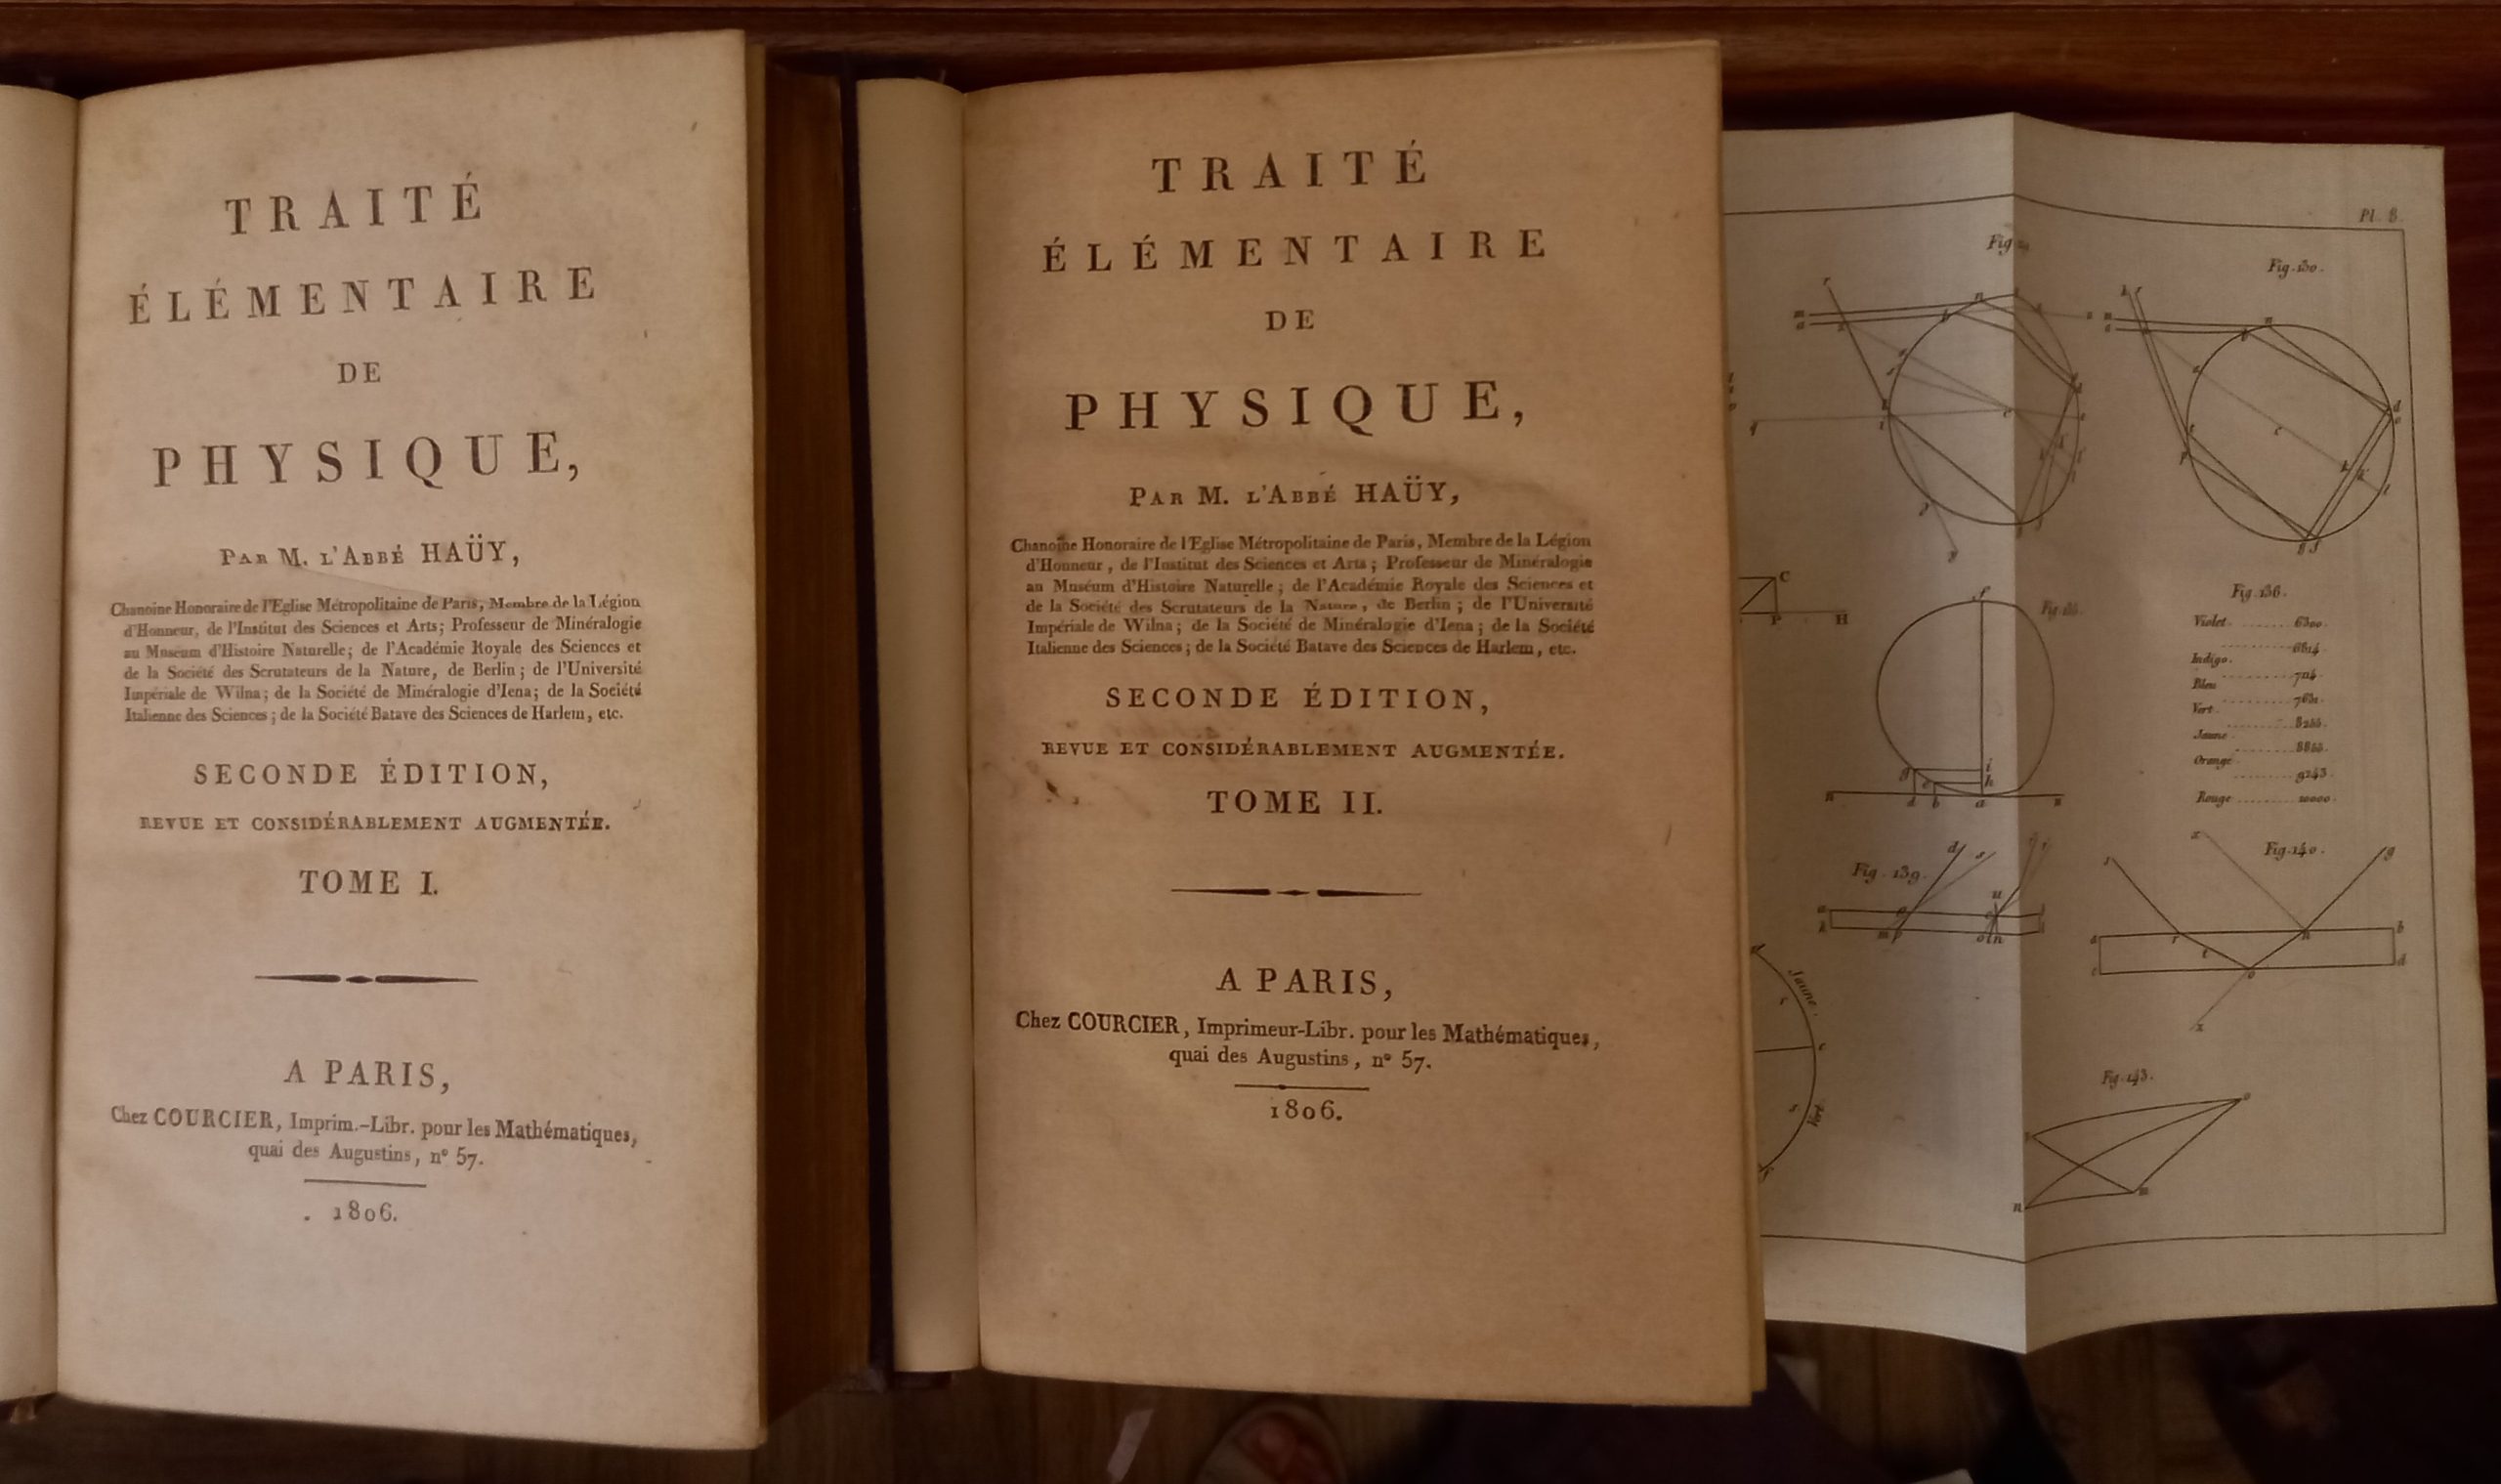 TRAITÉ
ÉLÉMENTAIRE
DE
PHYSIQUE,
PAR M. L'ABBÉ HAÜY,
Chanoine Honoraire de l'Eglise Métropolitaine de Paris, Membre de la Légion
d'Honneur, de l'Institut des Sciences et Arts; Professeur de Minéralogie
au Muséum d'Histoire Naturelle; de l'Académie Royale des Sciences et
de la Société des Scrutateurs de la Nature, de Berlin; de l'Université
Impériale de Wilna; de la Société de Minéralogie d'Iena; de la Société
Italienne des Sciences; de la Société Batave des Sciences de Harlem, etc.
SECONDE ÉDITION,
REVUE ET CONSIDÉRABLEMENT AUGMENTÉE.
TOME I.
A PARIS,
Chez COURCIER, Imprim.-Libr. pour les Mathématiques,
quai des Augustins, n° 57.
1806.
TRAITÉ
ÉLÉMENTAIRE
DE
PHYSIQUE,
PAR M. L'ABBÉ HAÜY,
Chanoine Honoraire de l'Eglise Métropolitaine de Paris, Membre de la Légion
d'Honneur, de l'Institut des Sciences et Arts; Professeur de Minéralogie
au Muséum d'Histoire Naturelle; de l'Académie Royale des Sciences et
de la Société des Scrutateurs de la Nature, de Berlin; de l'Université
Impériale de Wilna; de la Société de Minéralogie d'Iena; de la Société
Italienne des Sciences; de la Société Batave des Sciences de Harlem, etc.
SECONDE ÉDITION,
REVUE ET CONSIDÉRABLEMENT AUGMENTÉE.
TOME II.
A PARIS,
Chez COURCIER, Imprimeur-Libr. pour les Mathématiques,
quai des Augustins, n° 57.
1806.
Pl. 8.
Fig.
Fig. 130.
C
P
H
Fig. 136.
Violet 6300
Indigo
Bleu
Vert
Jaune
Orangé
9243
Rouge 10000
Fig. 139.
Fig. 140.
Jaune
Vert
Fig. 143.